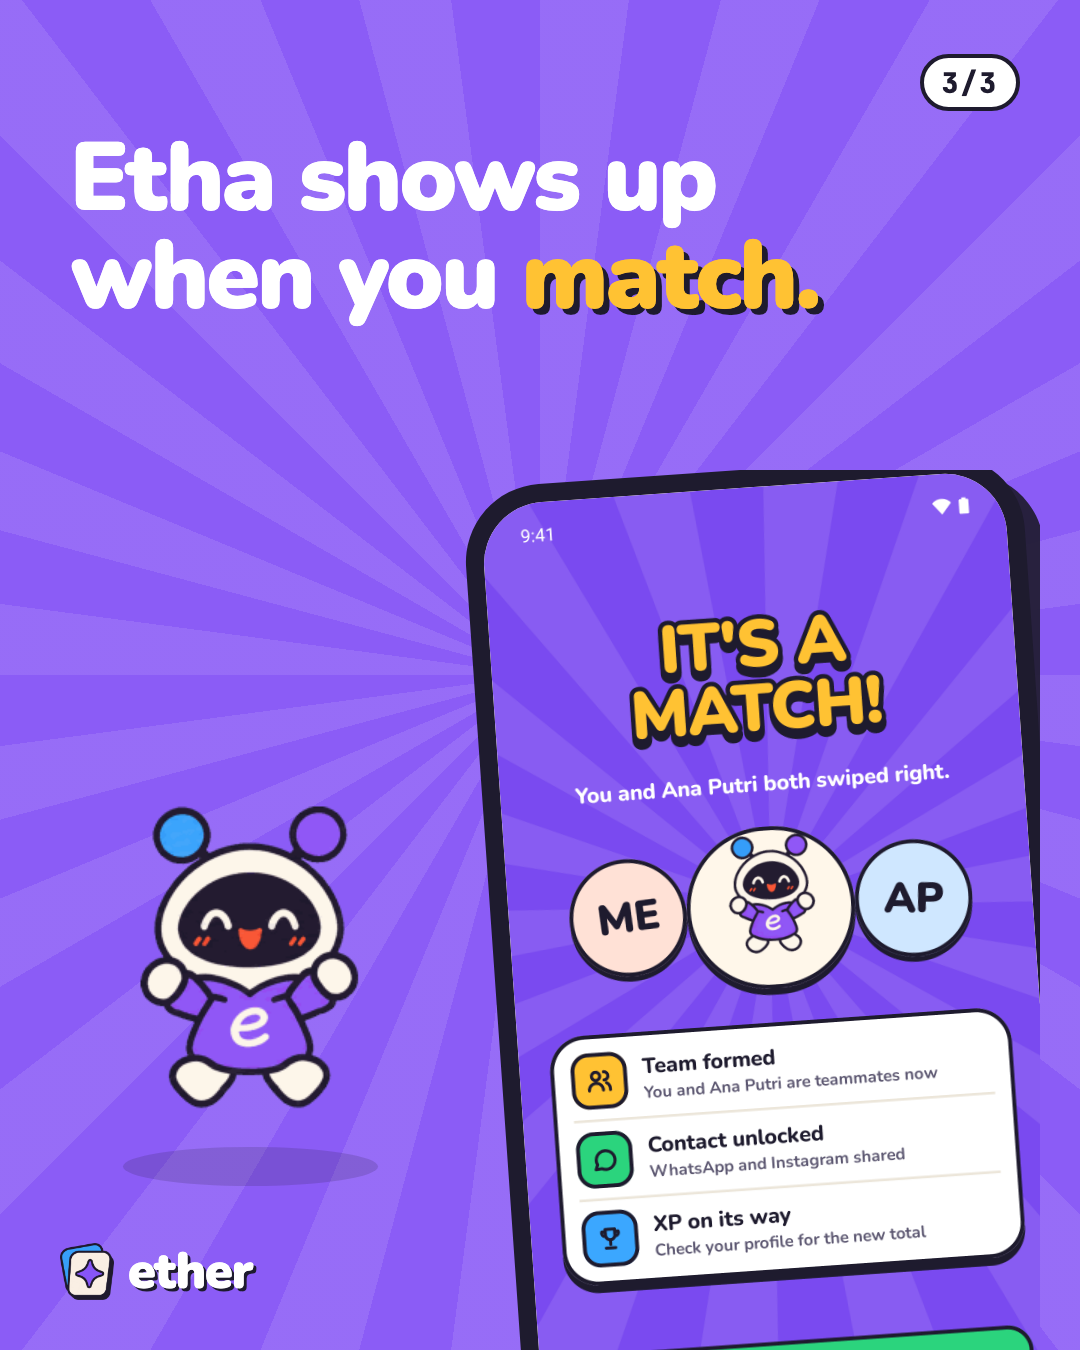 3/3
Etha shows up
when you match.
9:41
IT'S A
MATCH!
You and Ana Putri both swiped right.
ME
e
AP
e
Team formed
You and Ana Putri are teammates now
Contact unlocked
WhatsApp and Instagram shared
XP on its way
Check your profile for the new total
ether